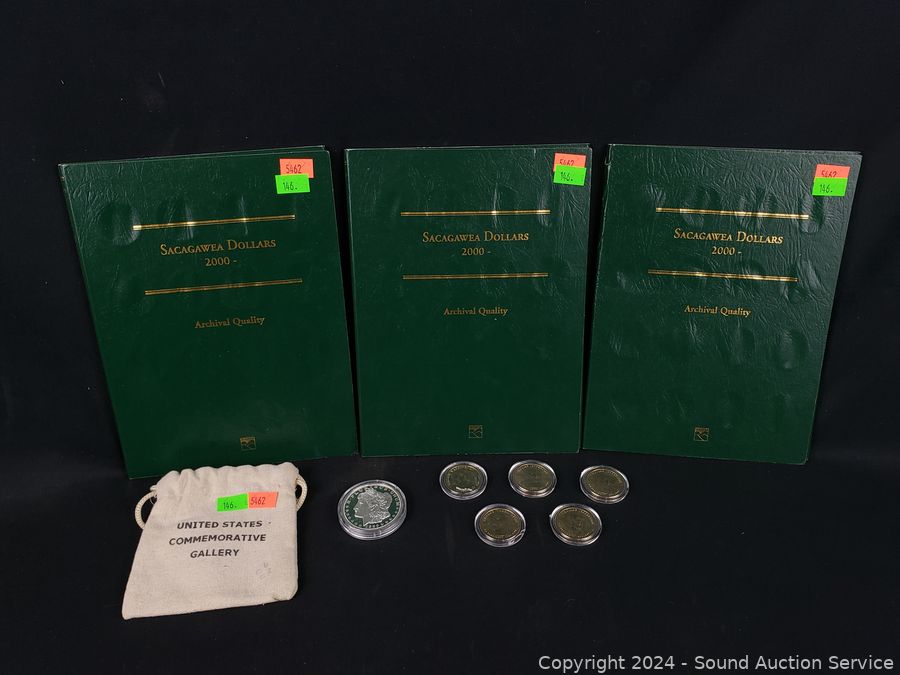 5462
146.
SACAGAWEA DOLLARS
2000 -
Archival Quality
5462
146.
SACAGAWEA DOLLARS
2000 -
Archival Quality
5462
146.
SACAGAWEA DOLLARS
2000 -
Archival Quality
146. 5462
UNITED STATES
COMMEMORATIVE
GALLERY
Copyright 2024 - Sound Auction Service